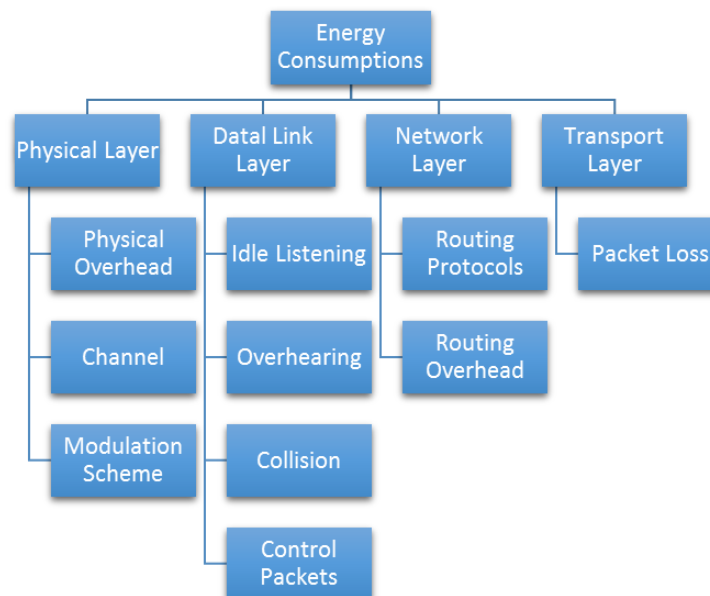 Energy
Consumptions
Physical Layer
Datal Link
Layer
Network
Layer
Transport
Layer
Physical
Overhead
Idle Listening
Routing
Protocols
Packet Loss
Channel
Overhearing
Routing
Overhead
Modulation
Scheme
Collision
Control
Packets